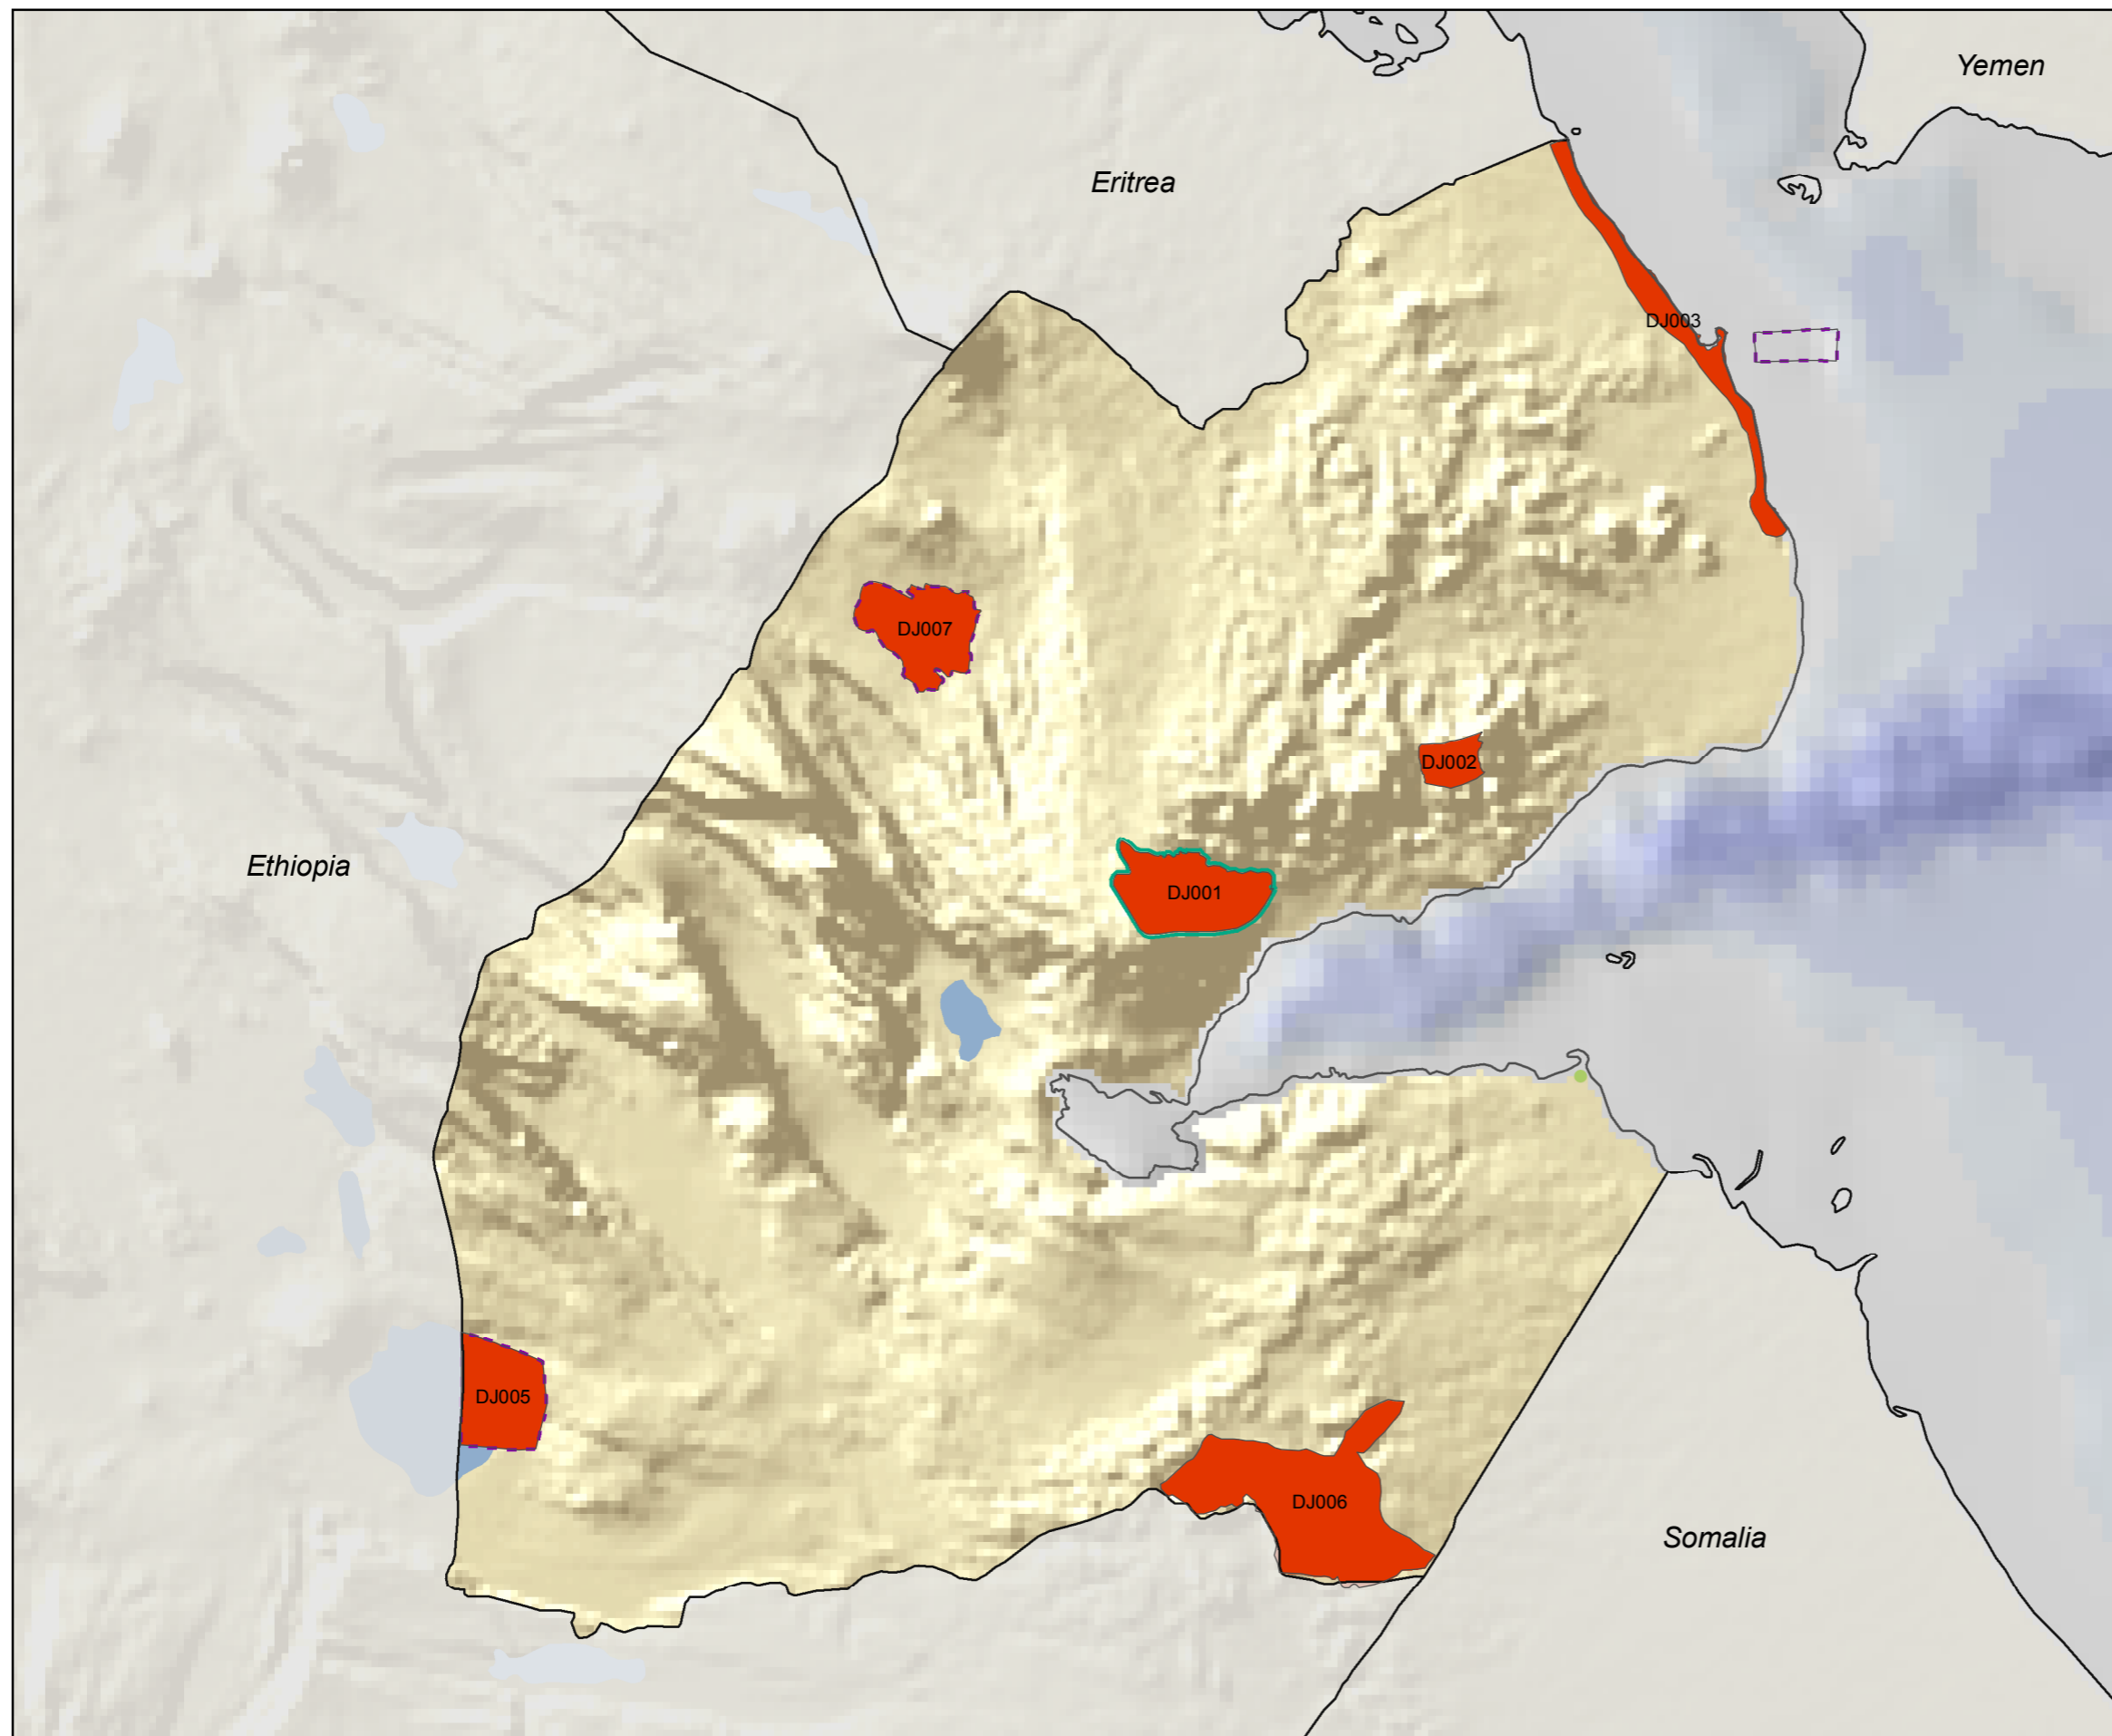 Yemen
Eritrea
DJ003
DJ007
DJ002
Ethiopia
DJ001
DJ005
DJ006
Somalia